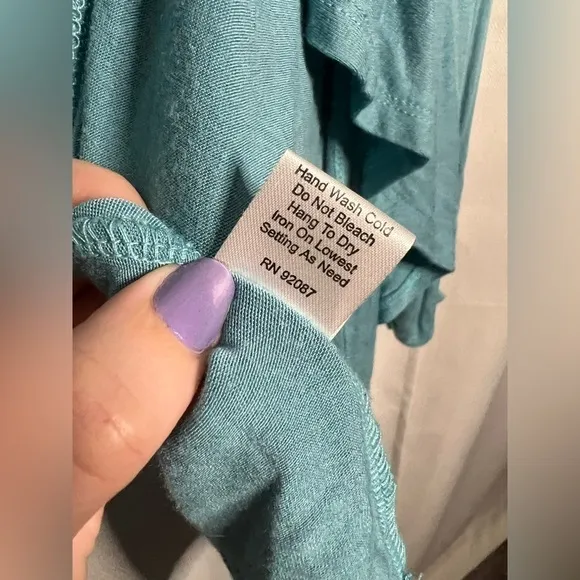 Hand Wash Cold
Do Not Bleach
Hang To Dry
Iron On Lowest
Setting As Need
RN 92087